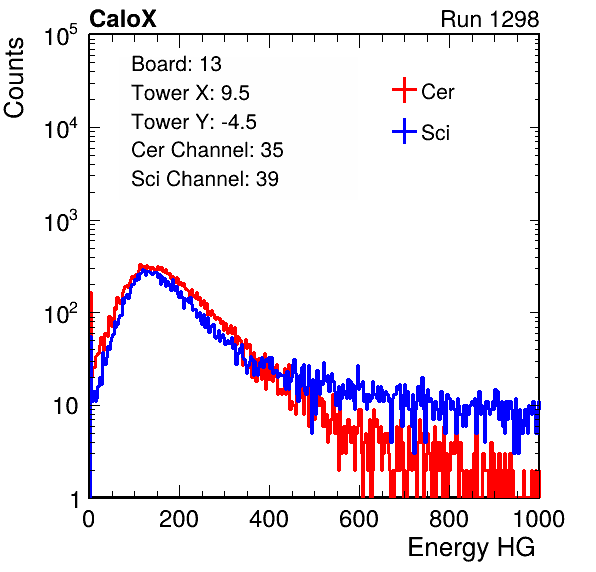 CaloX Run 1298
Counts
Board: 13
Tower X: 9.5
Tower Y: -4.5
Cer Channel: 35
Sci Channel: 39
Cer
Sci
10^5
10^4
10^3
10^2
10
1
0 200 400 600 800 1000
Energy HG